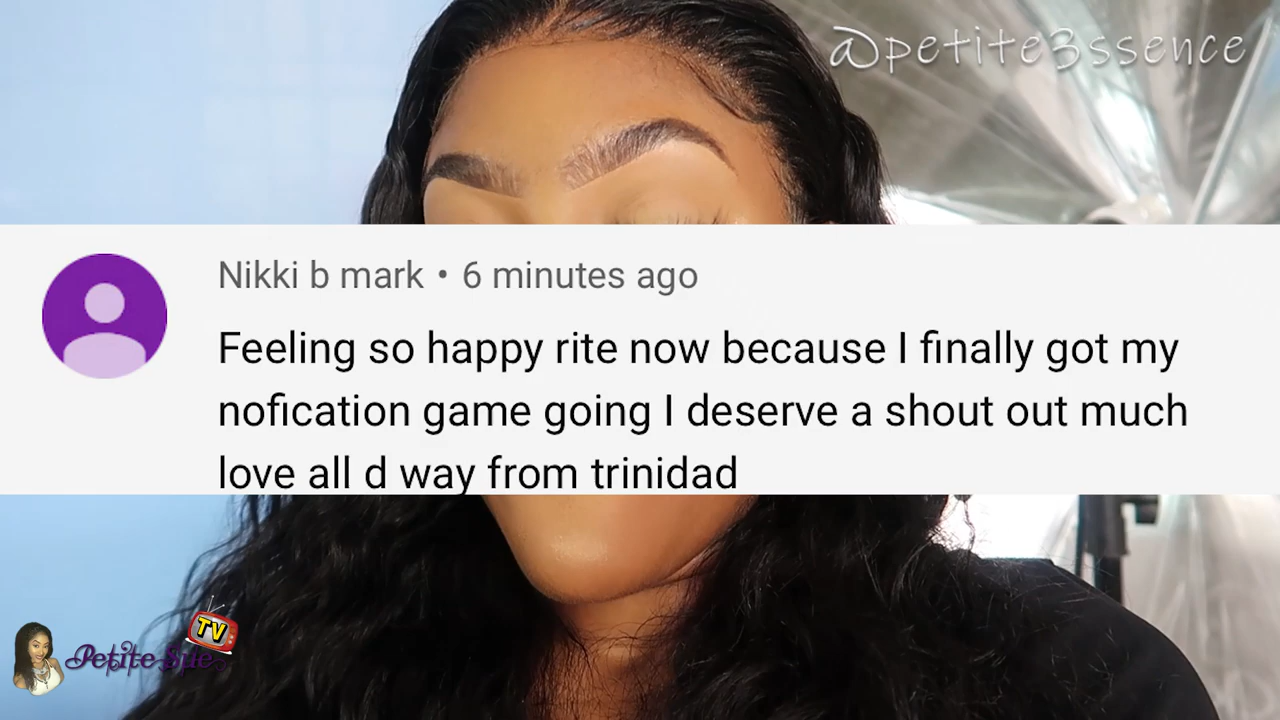 @petite3ssence
Nikki b mark • 6 minutes ago
Feeling so happy rite now because I finally got my
nofication game going I deserve a shout out much
love all d way from trinidad
TV
Petite Sue